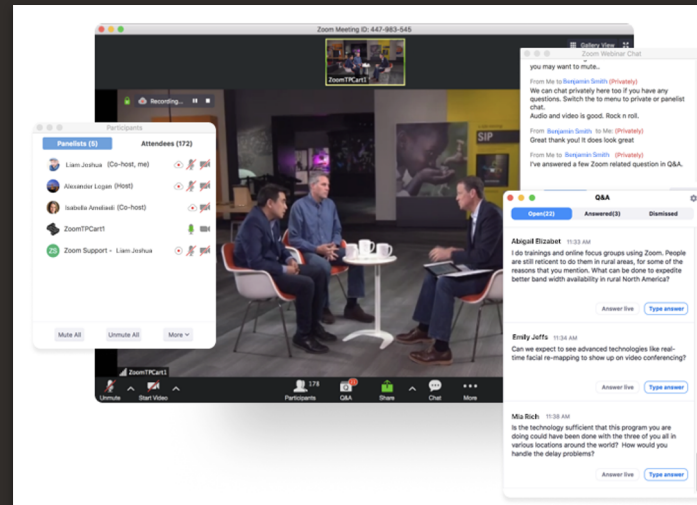 Zoom Meeting ID: 447-983-545
Gallery View
ZoomTPCart1
Recording...
SIP
Participants
Panelists (5)
Attendees (172)
Liam Joshua (Co-host, me)
Alexander Logan (Host)
Isabella Ameliaedi (Co-host)
ZoomTPCart1
ZS
Zoom Support - Liam Joshua
Mute All
Unmute All
More
ZoomTPCart1
Unmute
Start Video
178
Participants
Q&A
Share
Chat
More
Zoom Webinar Chat
you may want to mute..
From Me to Benjamin Smith (Privately)
We can chat privately here too if you have any
questions. Switch the to menu to private or panelist
chat.
Audio and video is good. Rock n roll.
From Benjamin Smith to Me: (Privately)
Great thank you! It does look great
From Me to Benjamin Smith (Privately)
I've answered a few Zoom related question in Q&A.
Q&A
Open(22)
Answered(3)
Dismissed
Abigail Elizabet 11:33 AM
I do trainings and online focus groups using Zoom. People
are still reticent to do them in rural areas, for some of the
reasons that you mention. What can be done to expedite
better band width availability in rural North America?
Answer live
Type answer
Emily Jeffs 11:34 AM
Can we expect to see advanced technologies like real-
time facial re-mapping to show up on video conferencing?
Answer live
Type answer
Mia Rich 11:38 AM
Is the technology sufficient that this program you are
doing could have been done with the three of you all in
various locations around the world? How would you
handle the delay problems?
Answer live
Type answer